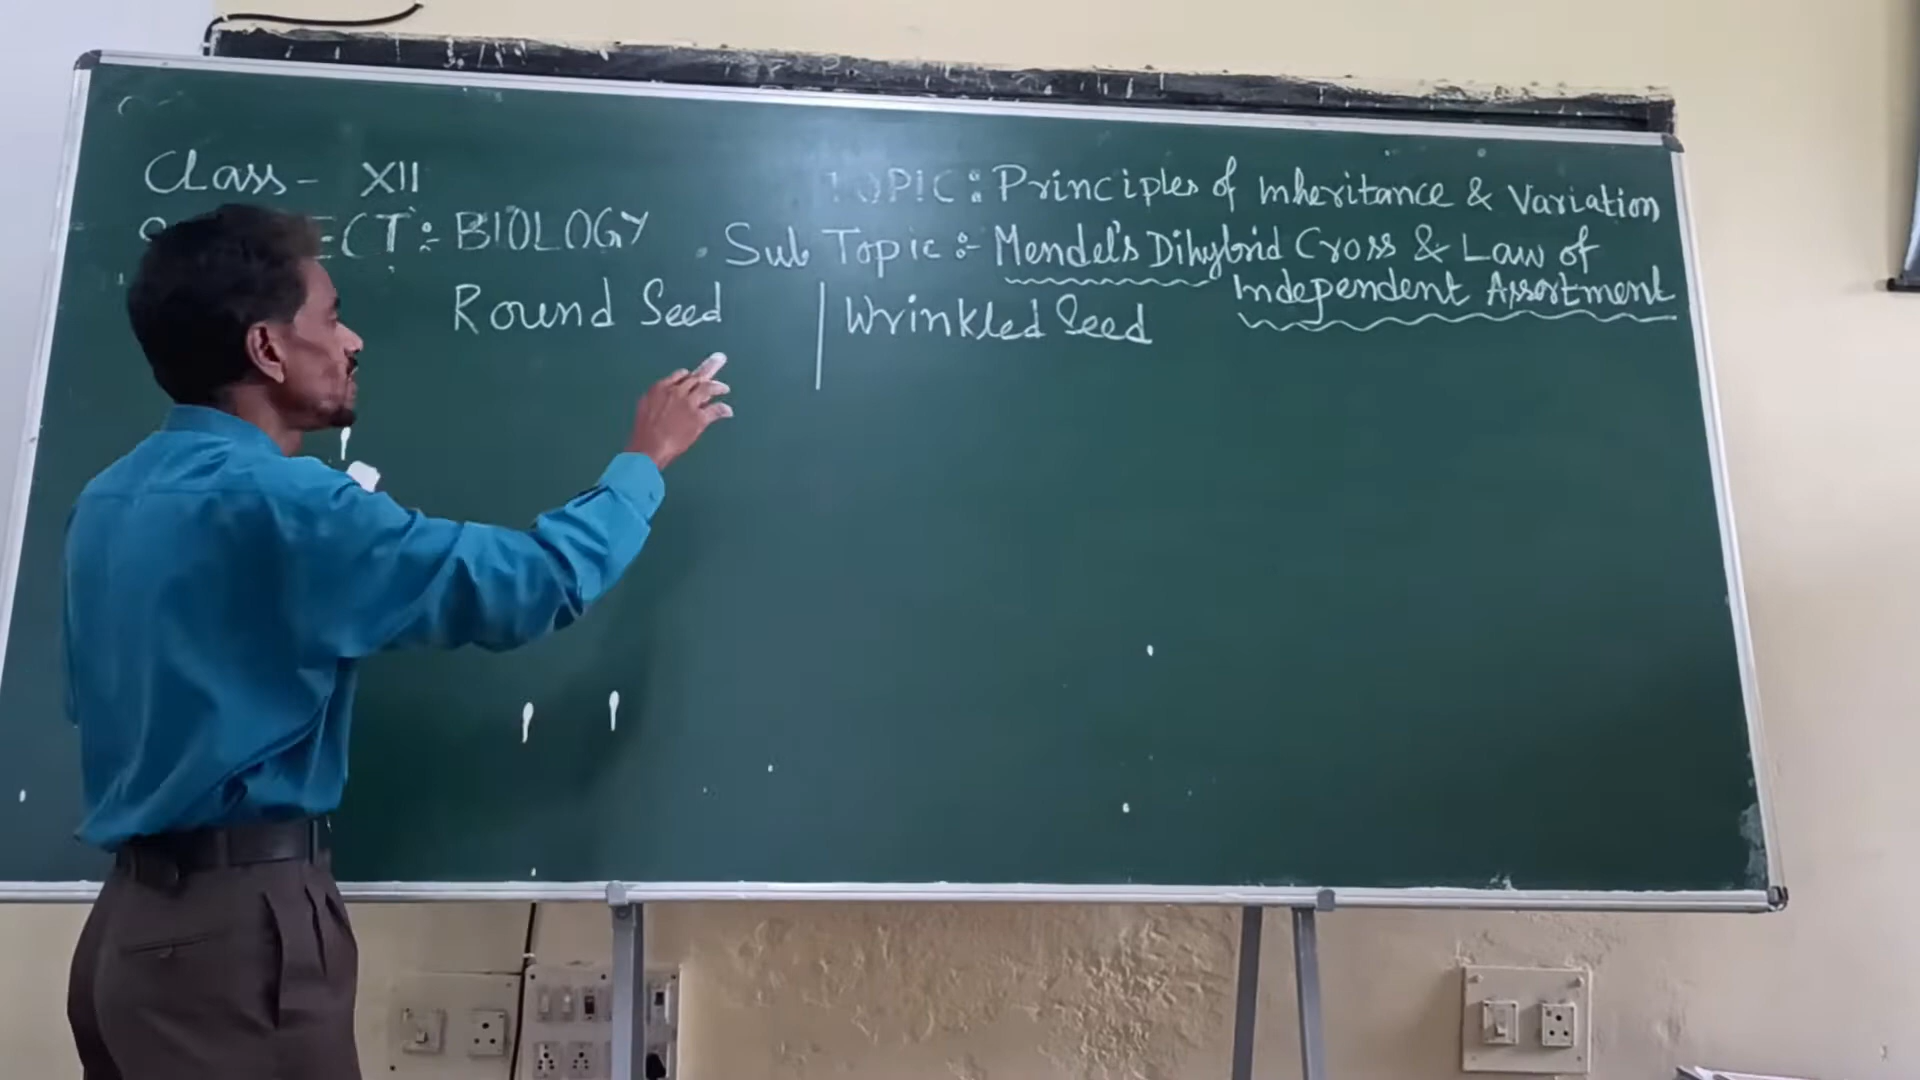 Class - XII
TOPIC: Principles of Inheritance & Variation
BIOLOGY
Sub Topic :- Mendel's Dihybrid Cross & Law of
Independent Assortment
Round Seed | Wrinkled Seed